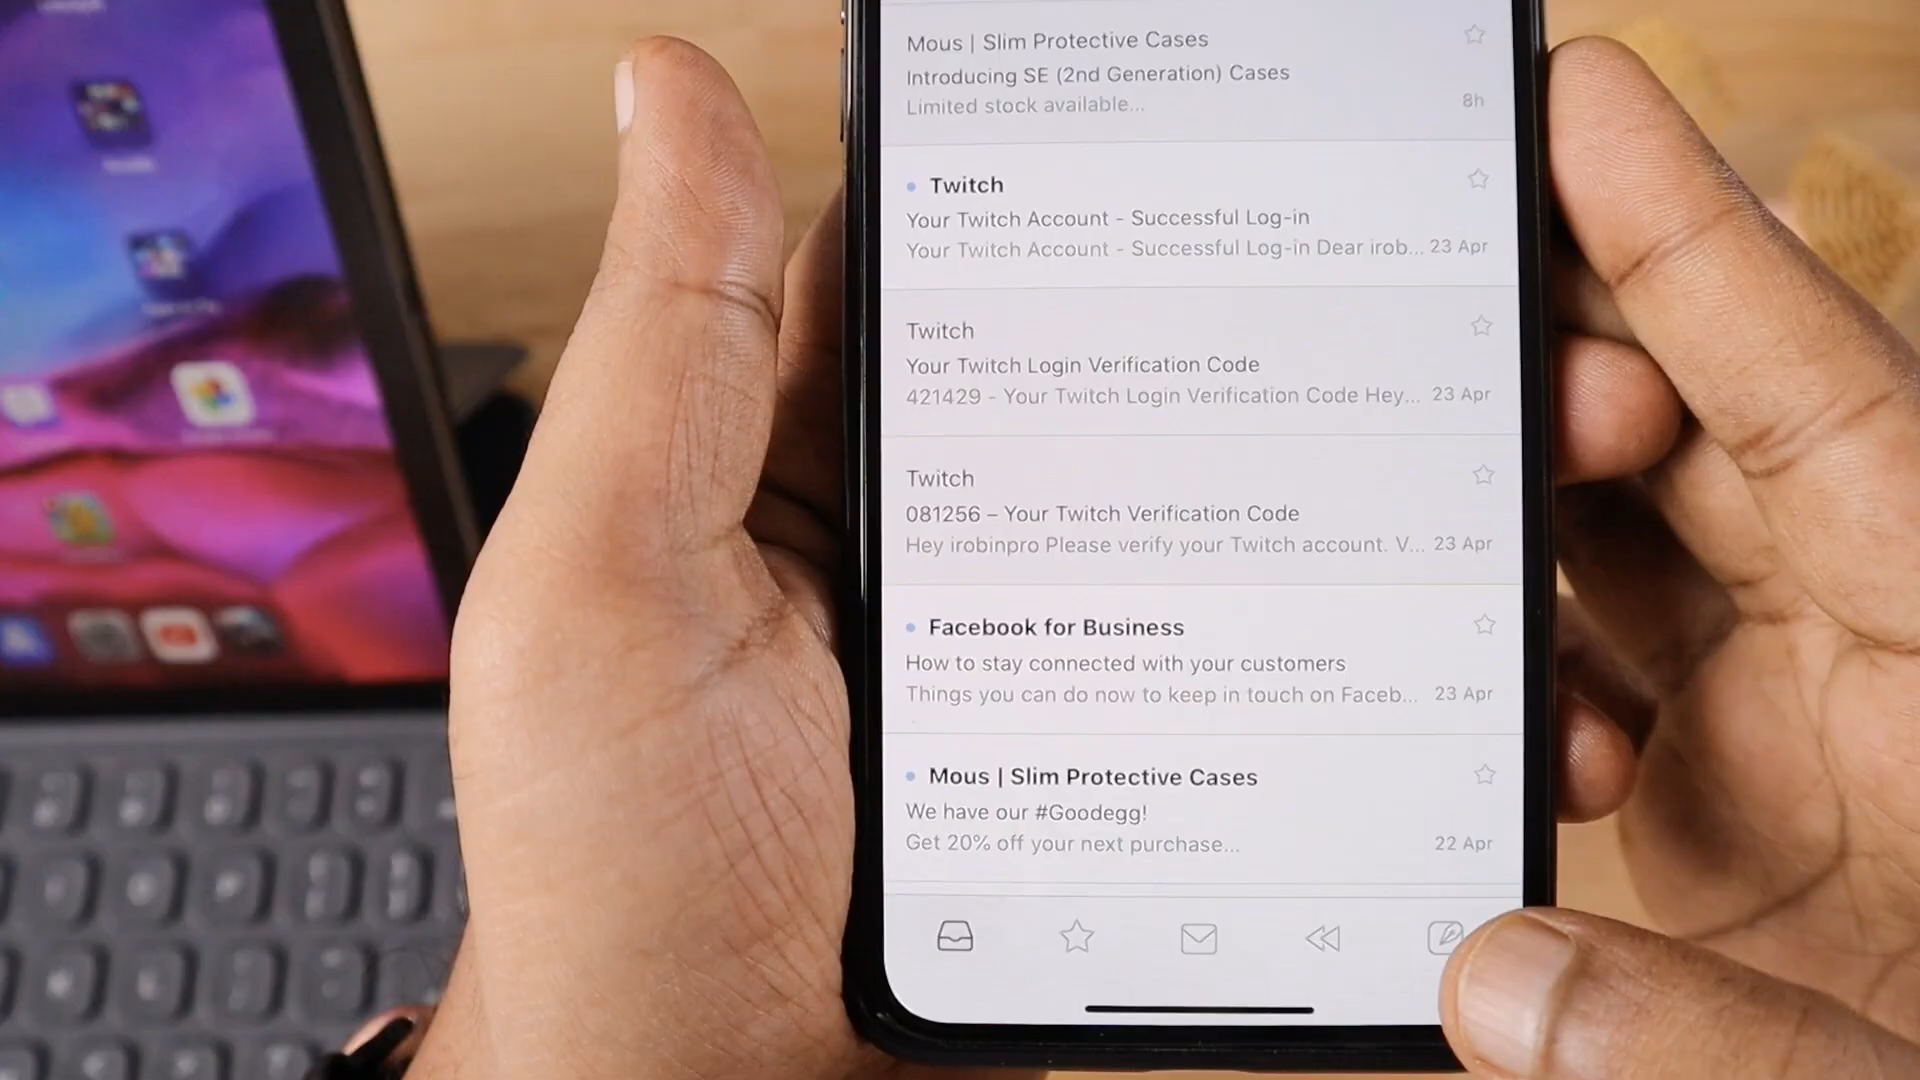 Mous | Slim Protective Cases
Introducing SE (2nd Generation) Cases
Limited stock available...
8h
Twitch
Your Twitch Account - Successful Log-in
Your Twitch Account - Successful Log-in Dear irob... 23 Apr
Twitch
Your Twitch Login Verification Code
421429 - Your Twitch Login Verification Code Hey... 23 Apr
Twitch
081256 – Your Twitch Verification Code
Hey irobinpro Please verify your Twitch account. V... 23 Apr
Facebook for Business
How to stay connected with your customers
Things you can do now to keep in touch on Faceb... 23 Apr
Mous | Slim Protective Cases
We have our #Goodegg!
Get 20% off your next purchase... 22 Apr